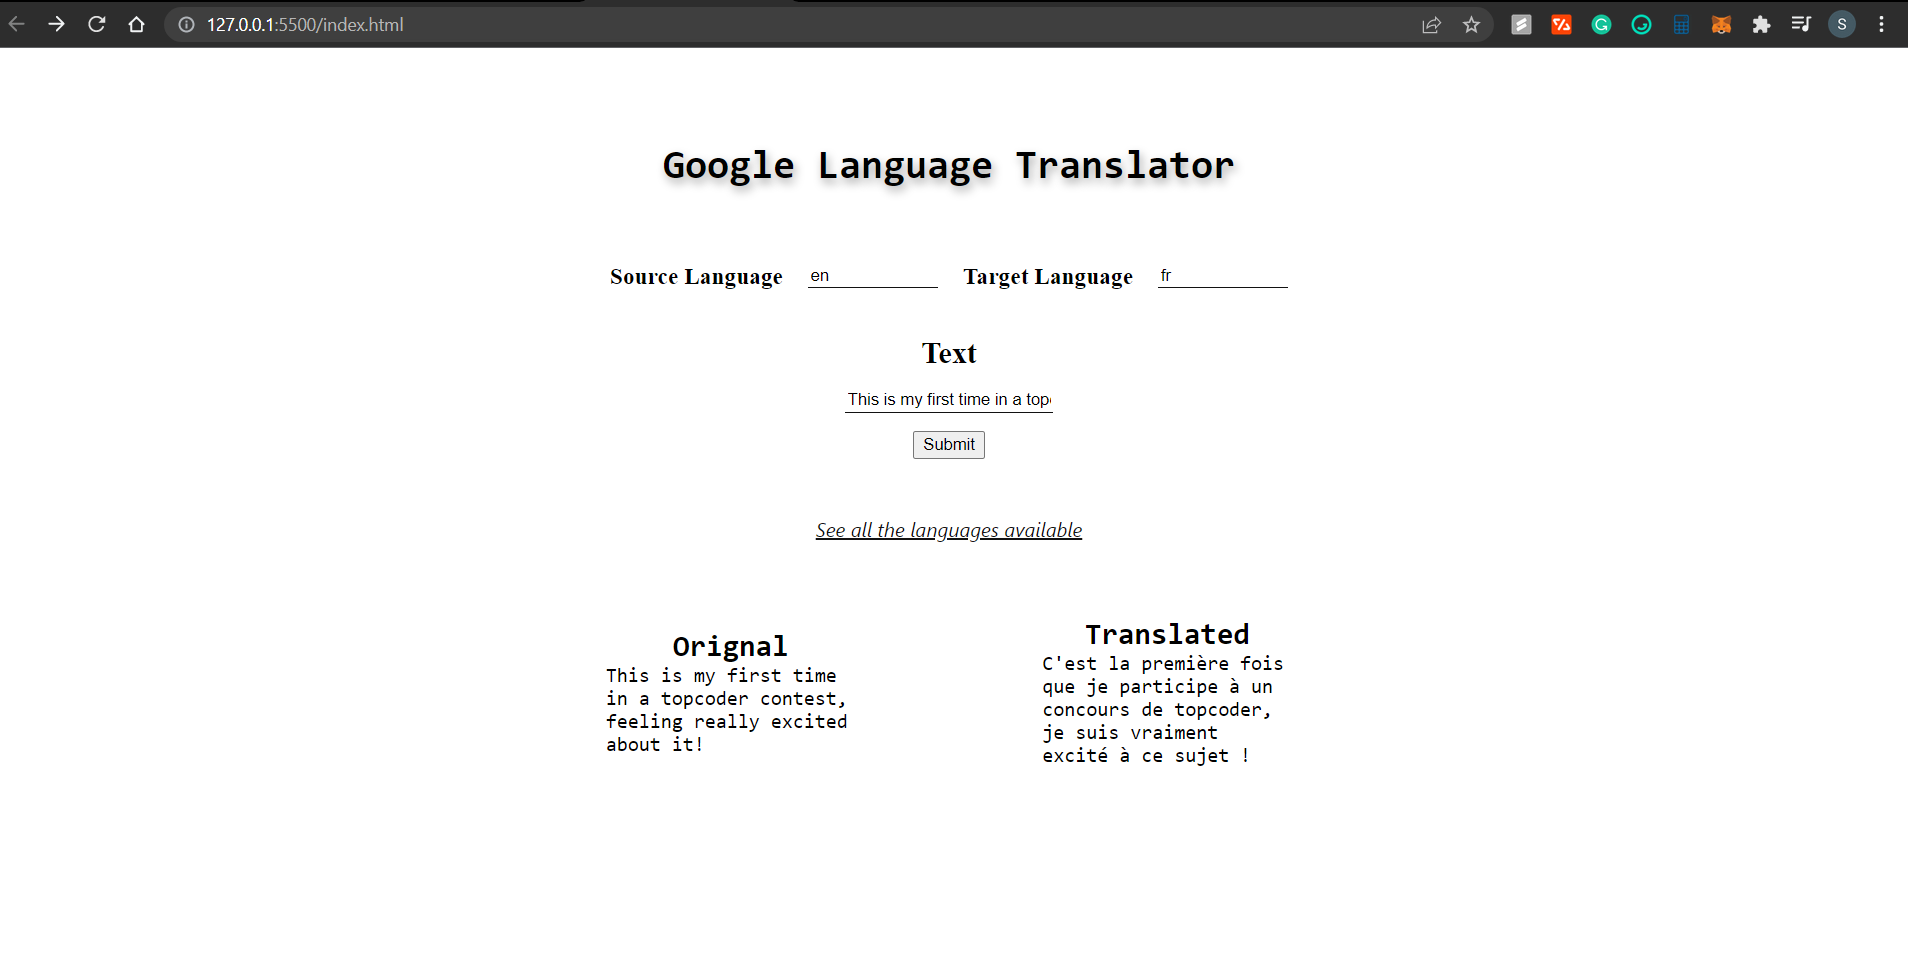 127.0.0.1:5500/index.html
S
Google Language Translator
Source Language en Target Language fr
Text
This is my first time in a topc
Submit
See all the languages available
Orignal
This is my first time
in a topcoder contest,
feeling really excited
about it!
Translated
C'est la première fois
que je participe à un
concours de topcoder,
je suis vraiment
excité à ce sujet !